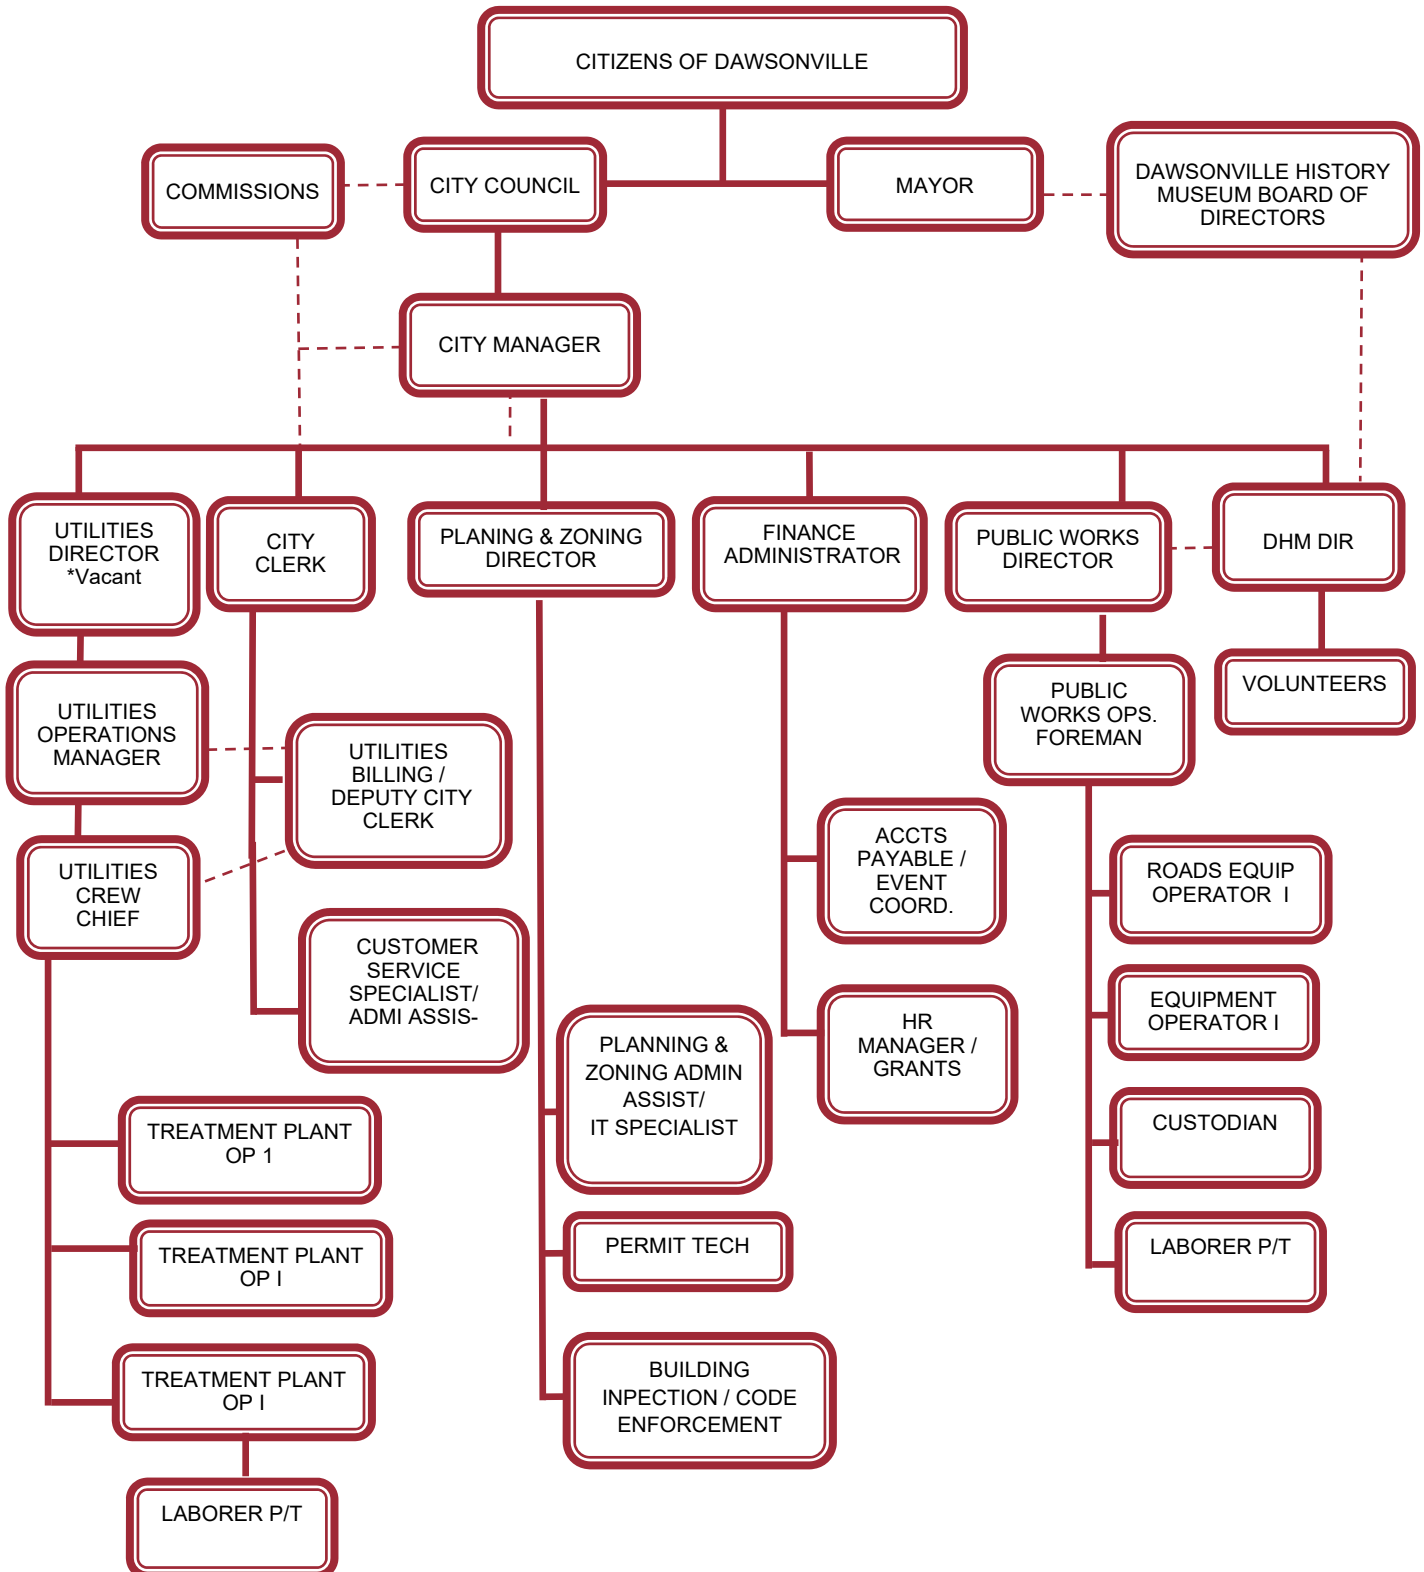 CITIZENS OF DAWSONVILLE
COMMISSIONS
CITY COUNCIL
MAYOR
DAWSONVILLE HISTORY
MUSEUM BOARD OF
DIRECTORS
CITY MANAGER
UTILITIES
DIRECTOR
*Vacant
CITY
CLERK
PLANING & ZONING
DIRECTOR
FINANCE
ADMINISTRATOR
PUBLIC WORKS
DIRECTOR
DHM DIR
UTILITIES
OPERATIONS
MANAGER
UTILITIES
BILLING /
DEPUTY CITY
CLERK
PUBLIC
WORKS OPS.
FOREMAN
VOLUNTEERS
UTILITIES
CREW
CHIEF
CUSTOMER
SERVICE
SPECIALIST/
ADMI ASSIS-
ACCTS
PAYABLE /
EVENT
COORD.
ROADS EQUIP
OPERATOR I
PLANNING &
ZONING ADMIN
ASSIST/
IT SPECIALIST
HR
MANAGER /
GRANTS
EQUIPMENT
OPERATOR I
TREATMENT PLANT
OP 1
CUSTODIAN
TREATMENT PLANT
OP I
PERMIT TECH
LABORER P/T
TREATMENT PLANT
OP I
BUILDING
INPECTION / CODE
ENFORCEMENT
LABORER P/T